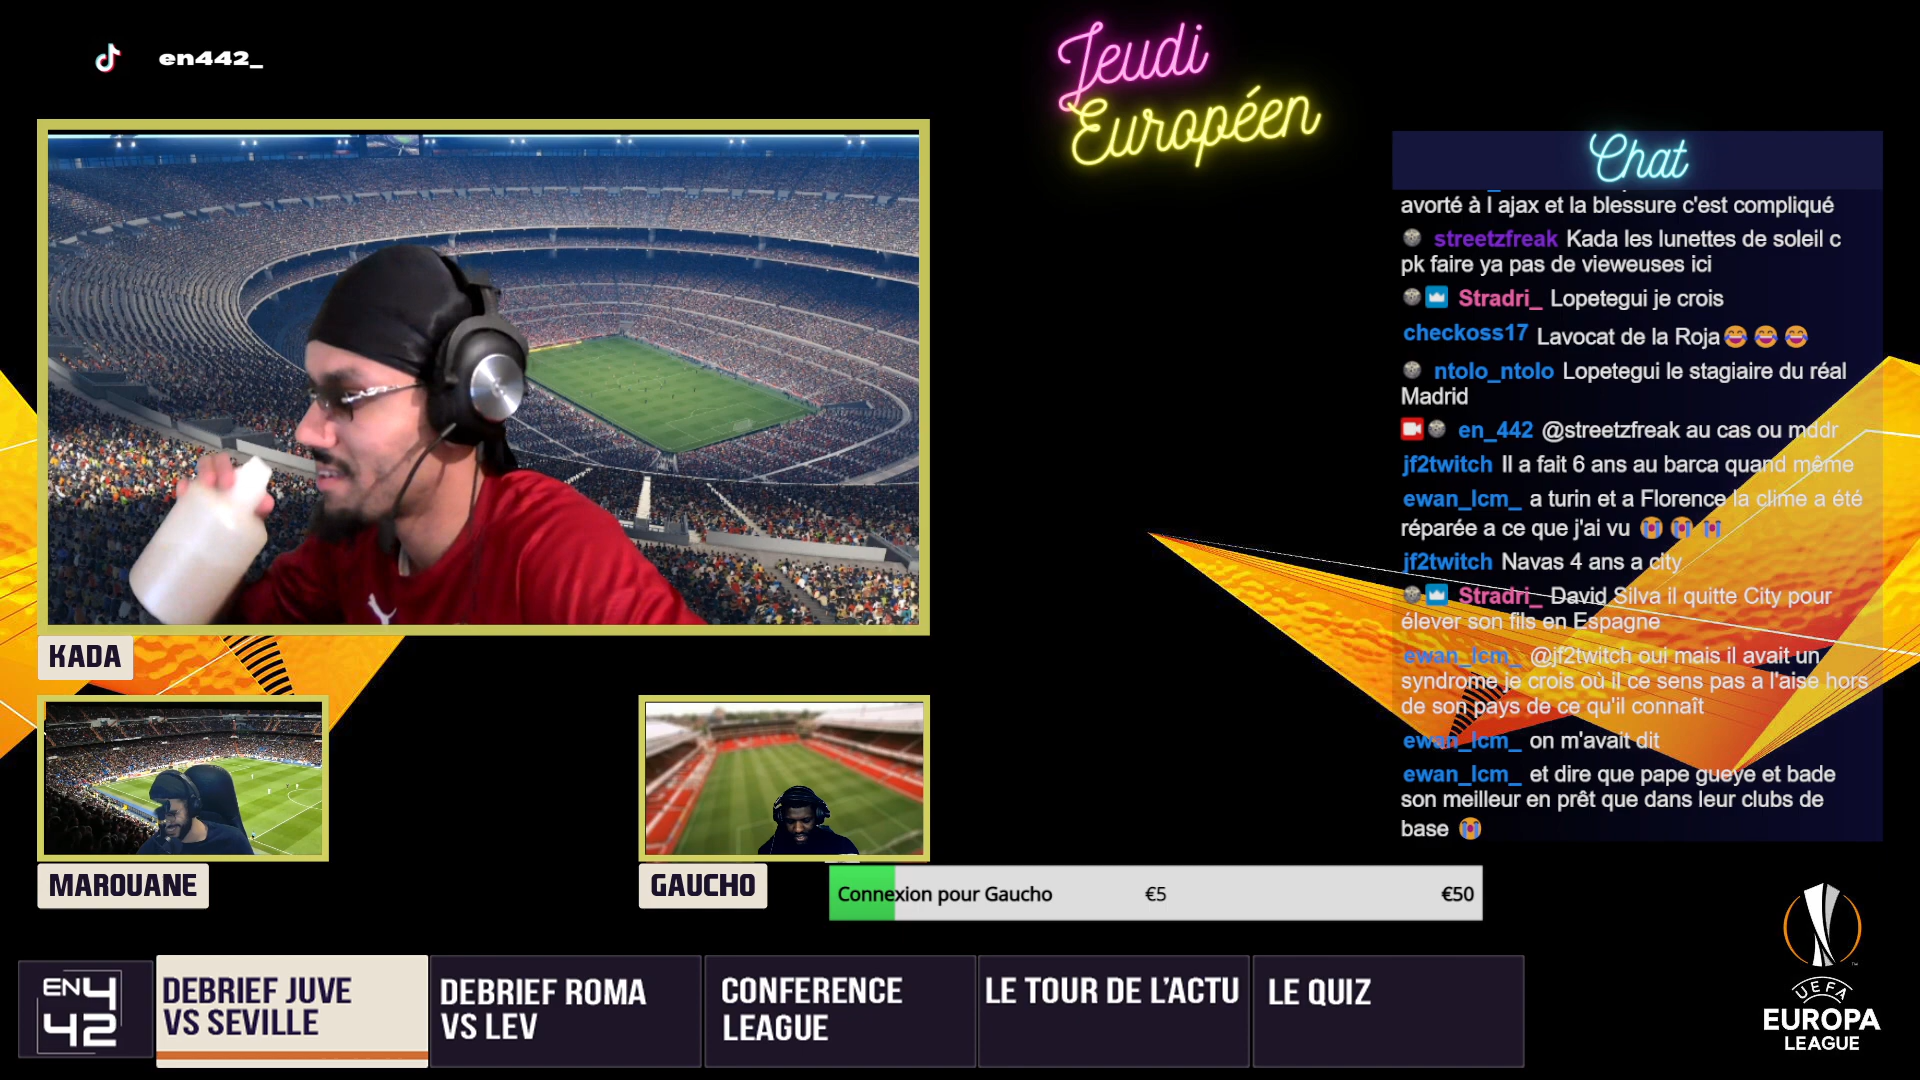 en442_
Jeudi
Européen
Chat
avorté à l ajax et la blessure c'est compliqué
streetzfreak Kada les lunettes de soleil c
pk faire ya pas de vieweuses ici
Stradri_ Lopetegui je crois
checkoss17 Lavocat de la Roja😂 😂 😂
ntolo_ntolo Lopetegui le stagiaire du réal
Madrid
en_442 @streetzfreak au cas ou mddr
jf2twitch Il a fait 6 ans au barca quand même
ewan_lcm_ a turin et a Florence la clime a été
réparée a ce que j'ai vu 😭 😭 😭
jf2twitch Navas 4 ans a city
Stradri_ David Silva il quitte City pour
élever son fils en Espagne
ewan_lcm_ @jf2twitch oui mais il avait un
syndrome je crois où il ce sens pas a l'aise hors
de son pays de ce qu'il connaît
ewan_lcm_ on m'avait dit
ewan_lcm_ et dire que pape gueye et bade
son meilleur en prêt que dans leur clubs de
base 😭
KADA
MAROUANE
GAUCHO
Connexion pour Gaucho €5 €50
EN 4
42
DEBRIEF JUVE
VS SEVILLE
DEBRIEF ROMA
VS LEV
CONFERENCE
LEAGUE
LE TOUR DE L'ACTU
LE QUIZ
UEFA
EUROPA
LEAGUE